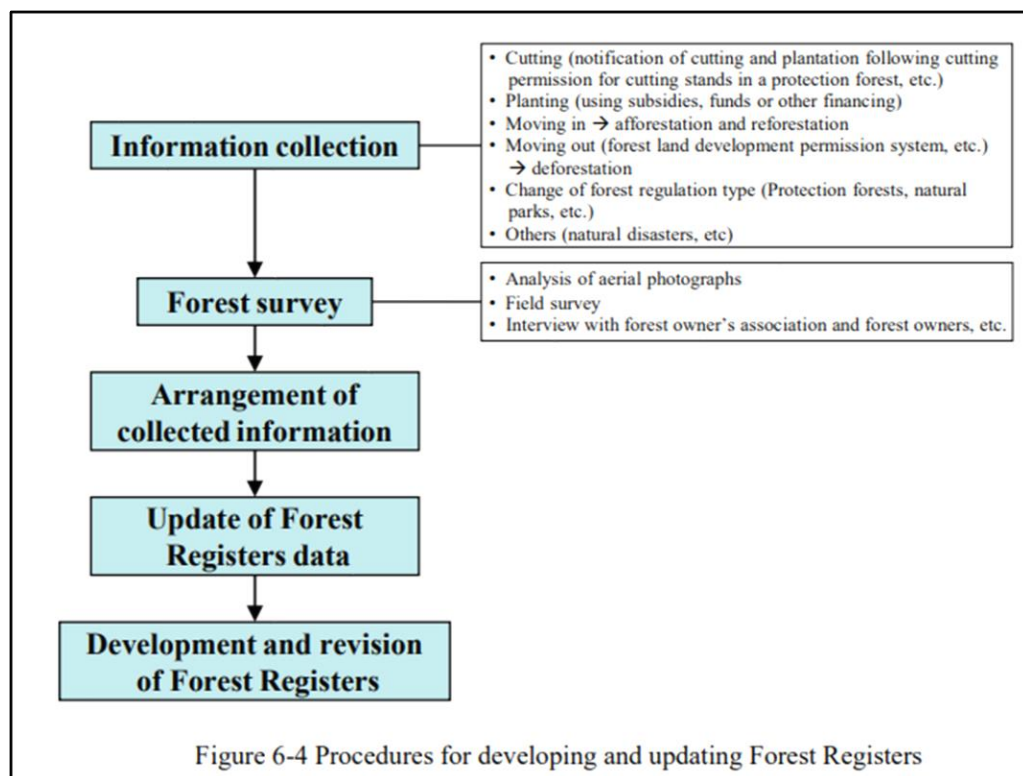 • Cutting (notification of cutting and plantation following cutting
permission for cutting stands in a protection forest, etc.)
• Planting (using subsidies, funds or other financing)
• Moving in → afforestation and reforestation
• Moving out (forest land development permission system, etc.)
→ deforestation
• Change of forest regulation type (Protection forests, natural
parks, etc.)
• Others (natural disasters, etc)
Information collection
• Analysis of aerial photographs
• Field survey
• Interview with forest owner’s association and forest owners, etc.
Forest survey
Arrangement of
collected information
Update of Forest
Registers data
Development and revision
of Forest Registers
Figure 6-4 Procedures for developing and updating Forest Registers